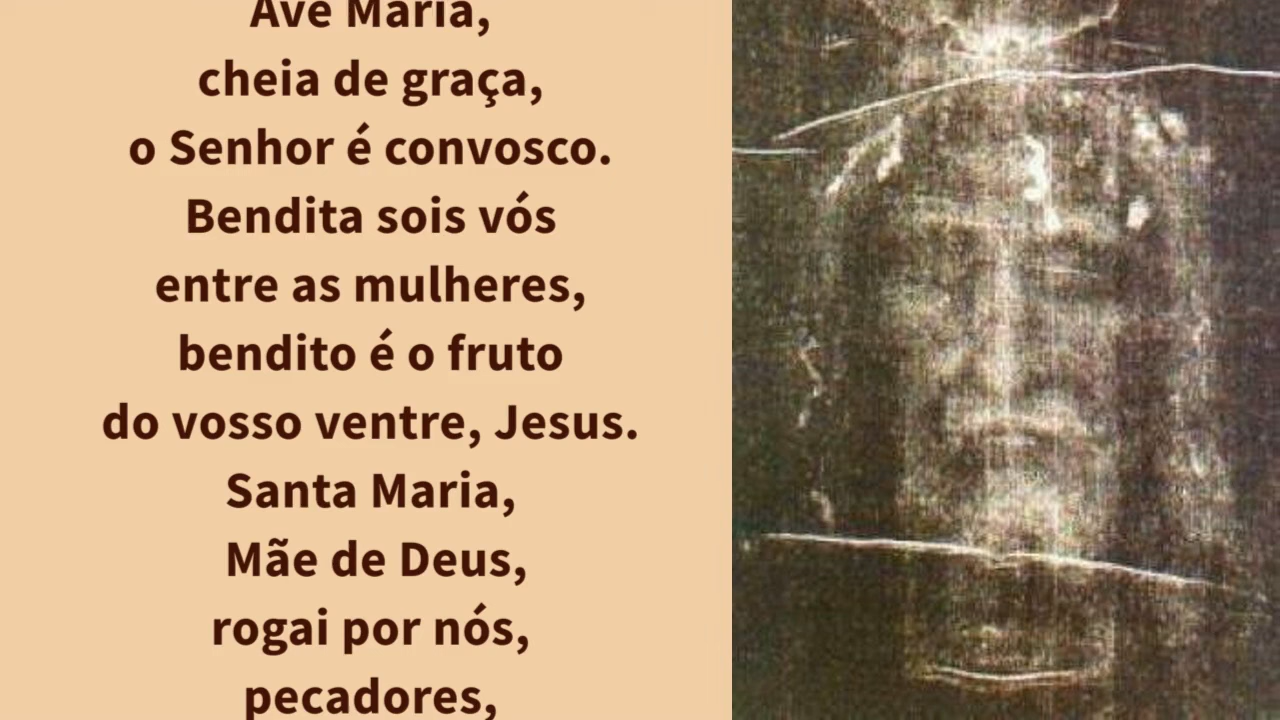 Ave Maria,
cheia de graça,
o Senhor é convosco.
Bendita sois vós
entre as mulheres,
bendito é o fruto
do vosso ventre, Jesus.
Santa Maria,
Mãe de Deus,
rogai por nós,
pecadores,